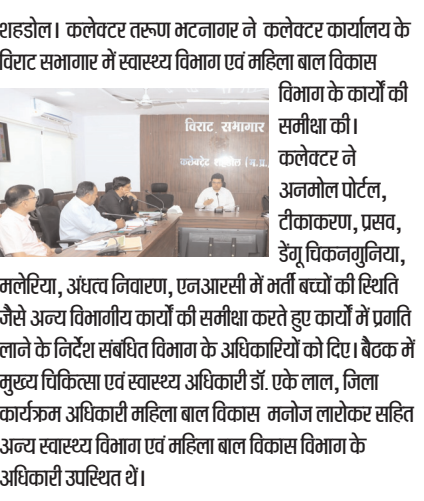 शहडोल। कलेक्टर तरूण भटनागर ने कलेक्टर कार्यालय के
विराट सभागार में स्वास्थ्य विभाग एवं महिला बाल विकास
विभाग के कार्यों की
समीक्षा की।
कलेक्टर ने
अनमोल पोर्टल,
टीकाकरण, प्रसव,
डेंगू चिकनगुनिया,
विराट सभागार
कलेक्ट्रेट शहडोल (म.प्र.)
मलेरिया, अंधत्व निवारण, एनआरसी में भर्ती बच्चों की स्थिति
जैसे अन्य विभागीय कार्यों की समीक्षा करते हुए कार्यों में प्रगति
लाने के निर्देश संबंधित विभाग के अधिकारियों को दिए। बैठक में
मुख्य चिकित्सा एवं स्वास्थ्य अधिकारी डॉ. एके लाल, जिला
कार्यक्रम अधिकारी महिला बाल विकास मनोज लारोकर सहित
अन्य स्वास्थ्य विभाग एवं महिला बाल विकास विभाग के
अधिकारी उपस्थित थें।